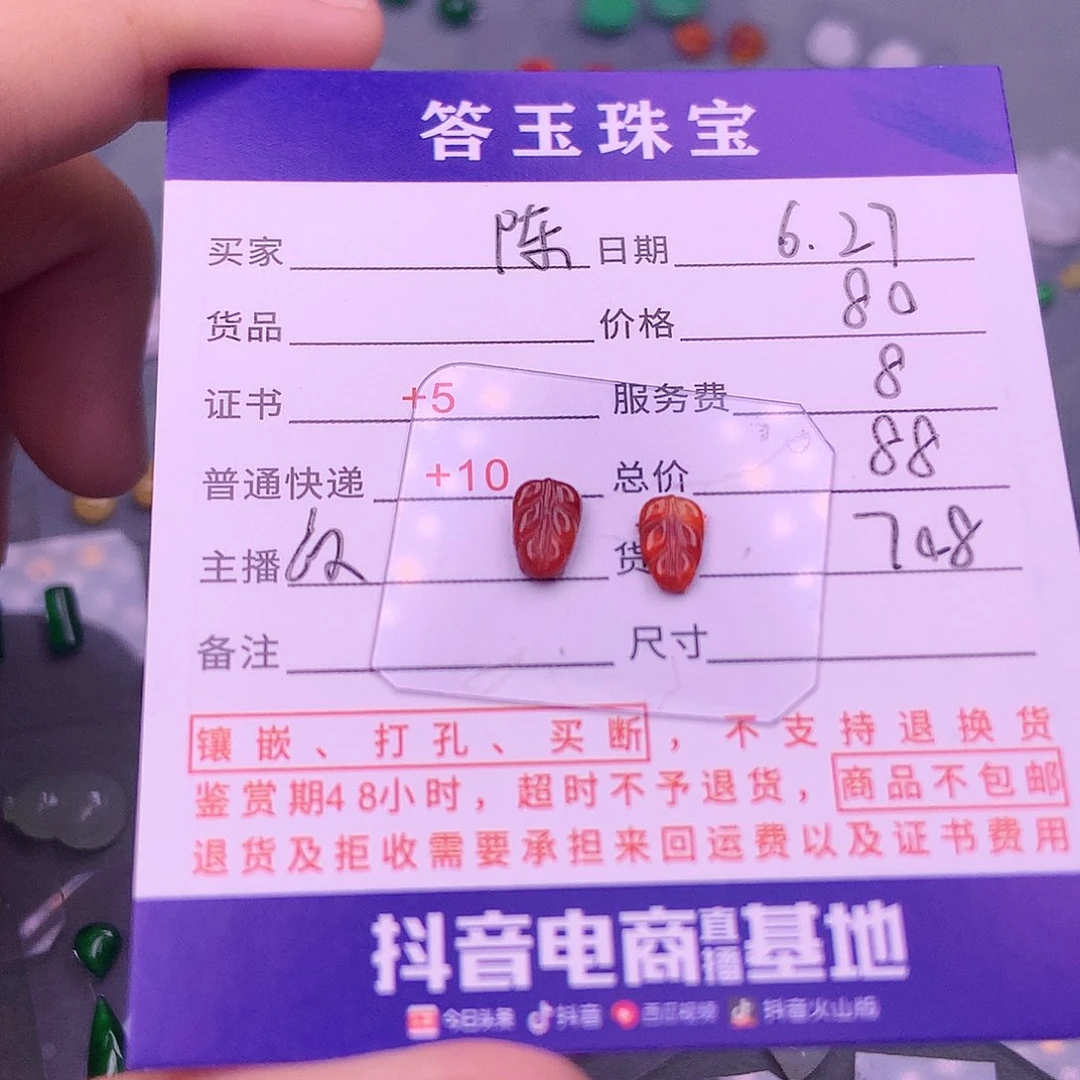 答玉珠宝
买家 陈 日期 6.27
货品 价格 80
证书 +5 服务费 8
普通快递 +10 总价 88
主播 货 708
备注 尺寸
镶嵌、打孔、买断，不支持退换货
鉴赏期48小时，超时不予退货，商品不包邮
退货及拒收需要承担来回运费以及证书费用
抖音电商直播基地
今日头条 抖音 西瓜视频 抖音火山版